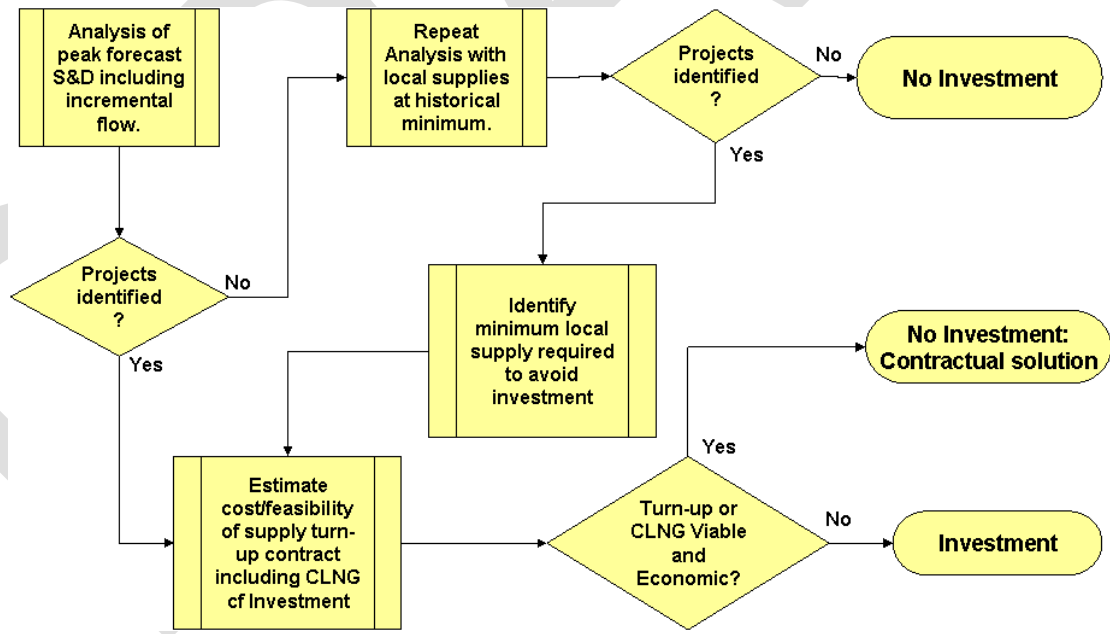 Analysis of
peak forecast
S&D including
incremental
flow.
Repeat
Analysis with
local supplies
at historical
minimum.
Projects
identified
?
No
No Investment
Yes
Projects
identified
?
No
Yes
Identify
minimum local
supply required
to avoid
investment
No Investment:
Contractual solution
Yes
Estimate
cost/feasibility
of supply turn-
up contract
including CLNG
cf Investment
Turn-up or
CLNG Viable
and
Economic?
No
Investment